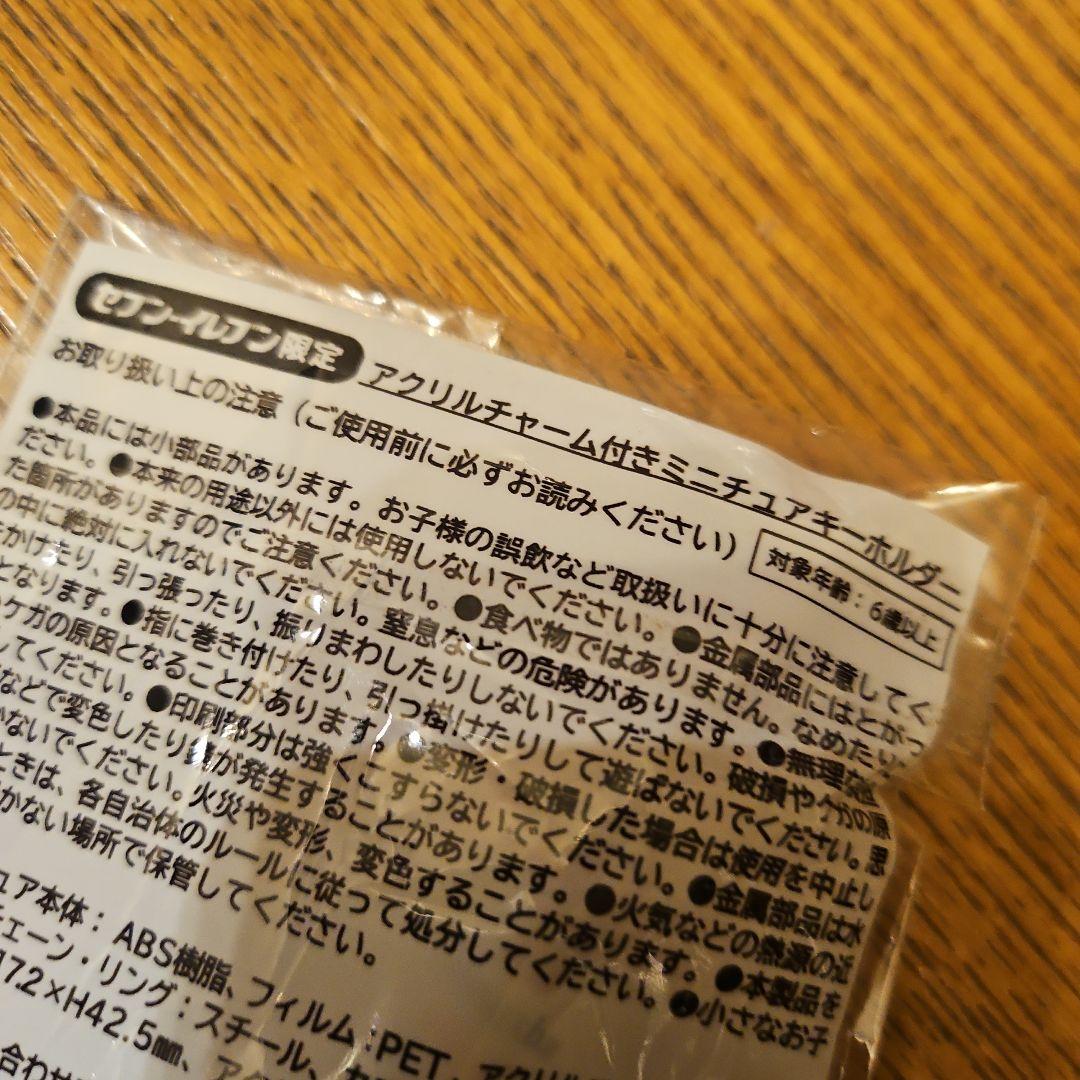 セブン-イレブン限定 アクリルチャーム付きミニチュアキーホルダー
お取り扱い上の注意（ご使用前に必ずお読みください） 対象年齢：6歳以上
●本品には小部品があります。お子様の誤飲など取扱いに十分に注意してく
ださい。●本来の用途以外には使用しないでください。●金属部品にはとがっ
た箇所がありますのでご注意ください。●食べ物ではありません。なめたり
の中に絶対に入れないでください。窒息などの危険があります。●無理な
をかけたり、引っ張ったり、振りまわしたりしないでください。破損やケガの原
となります。●指に巻き付けたり、引っ掛けたりして遊ばないでください。
ケガの原因となることがあります。●変形・破損した場合は使用を中止し
してください。●印刷部分は強くこすらないでください。●金属部品は水
などで変色したり錆が発生することがあります。●火気などの熱源の近
かないでください。火災や変形、変色することがあります。●本製品を
ときは、各自治体のルールに従って処分してください。●小さなお子
かない場所で保管してください。
ュア本体：ABS樹脂、フィルム：PET、
チェーン・リング：スチール、
17.2×H42.5㎜、
合わせ